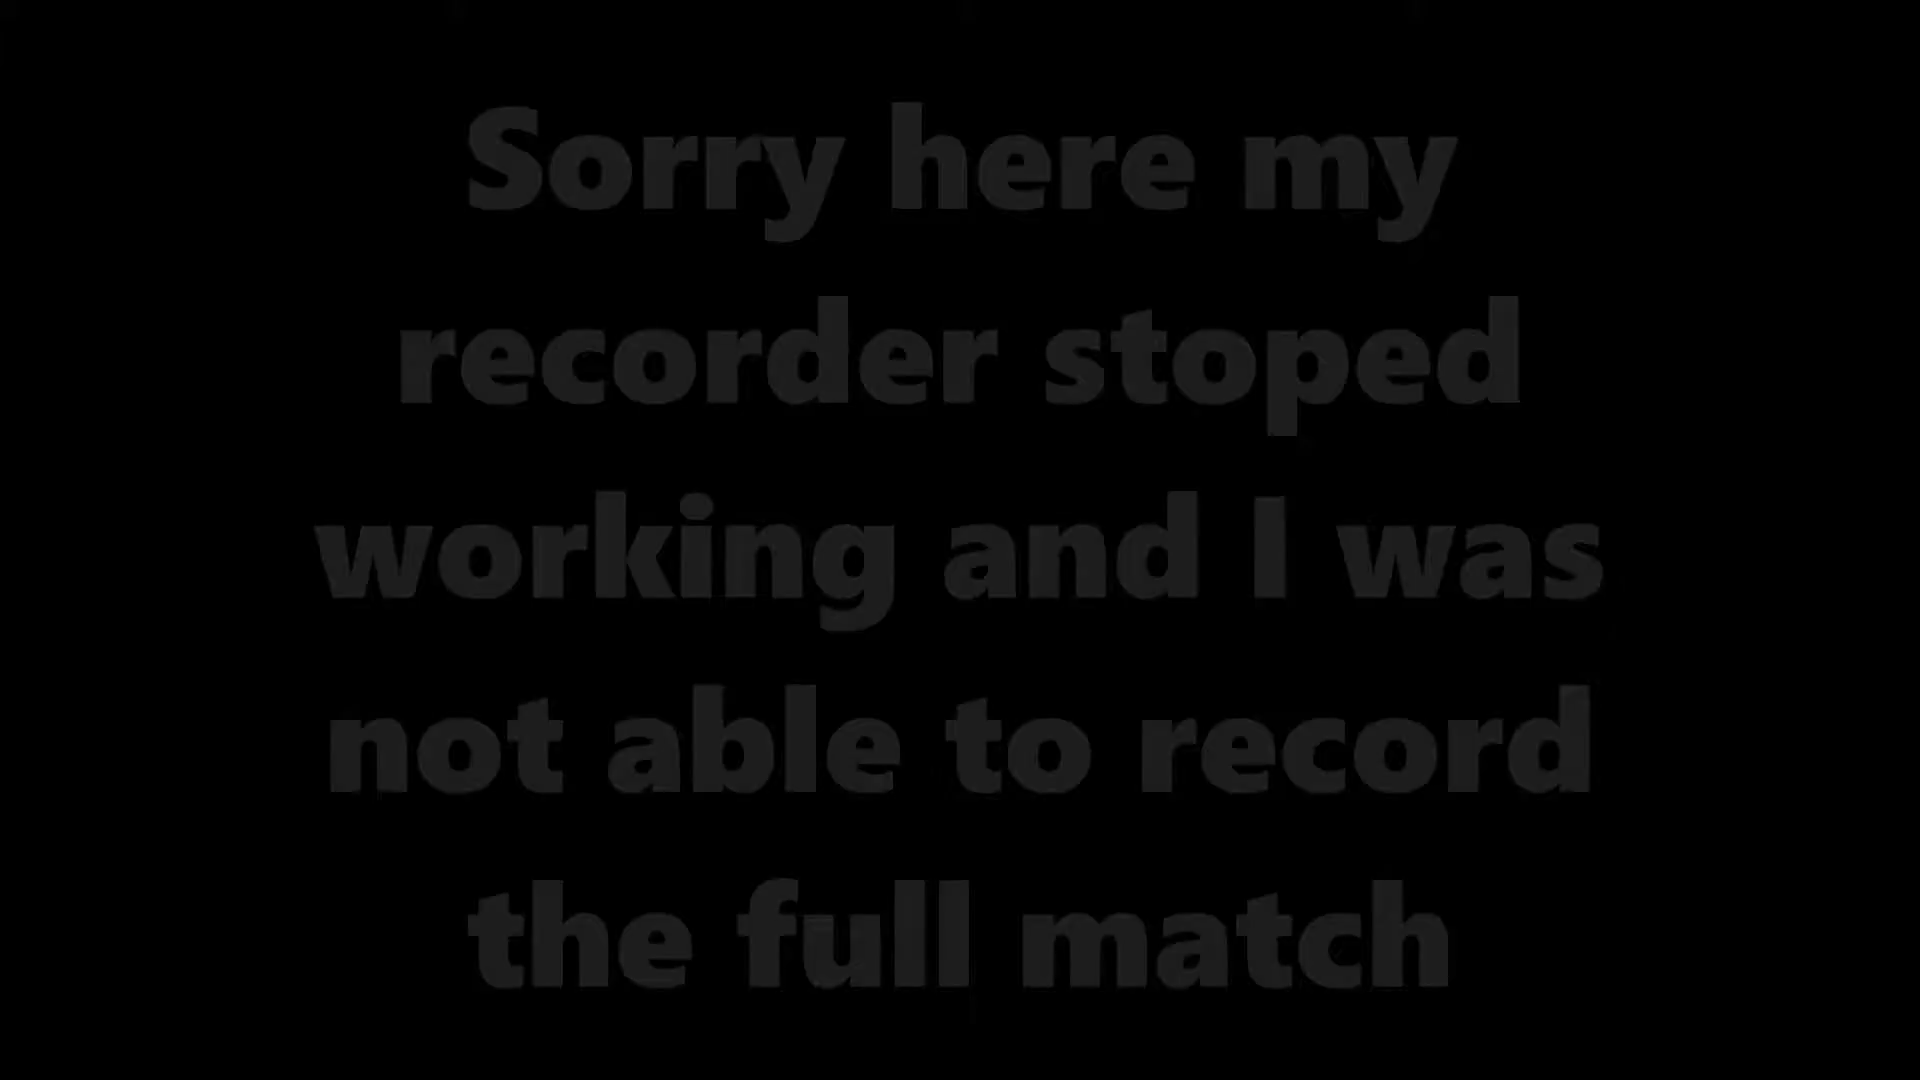 Sorry here my
recorder stoped
working and I was
not able to record
the full match